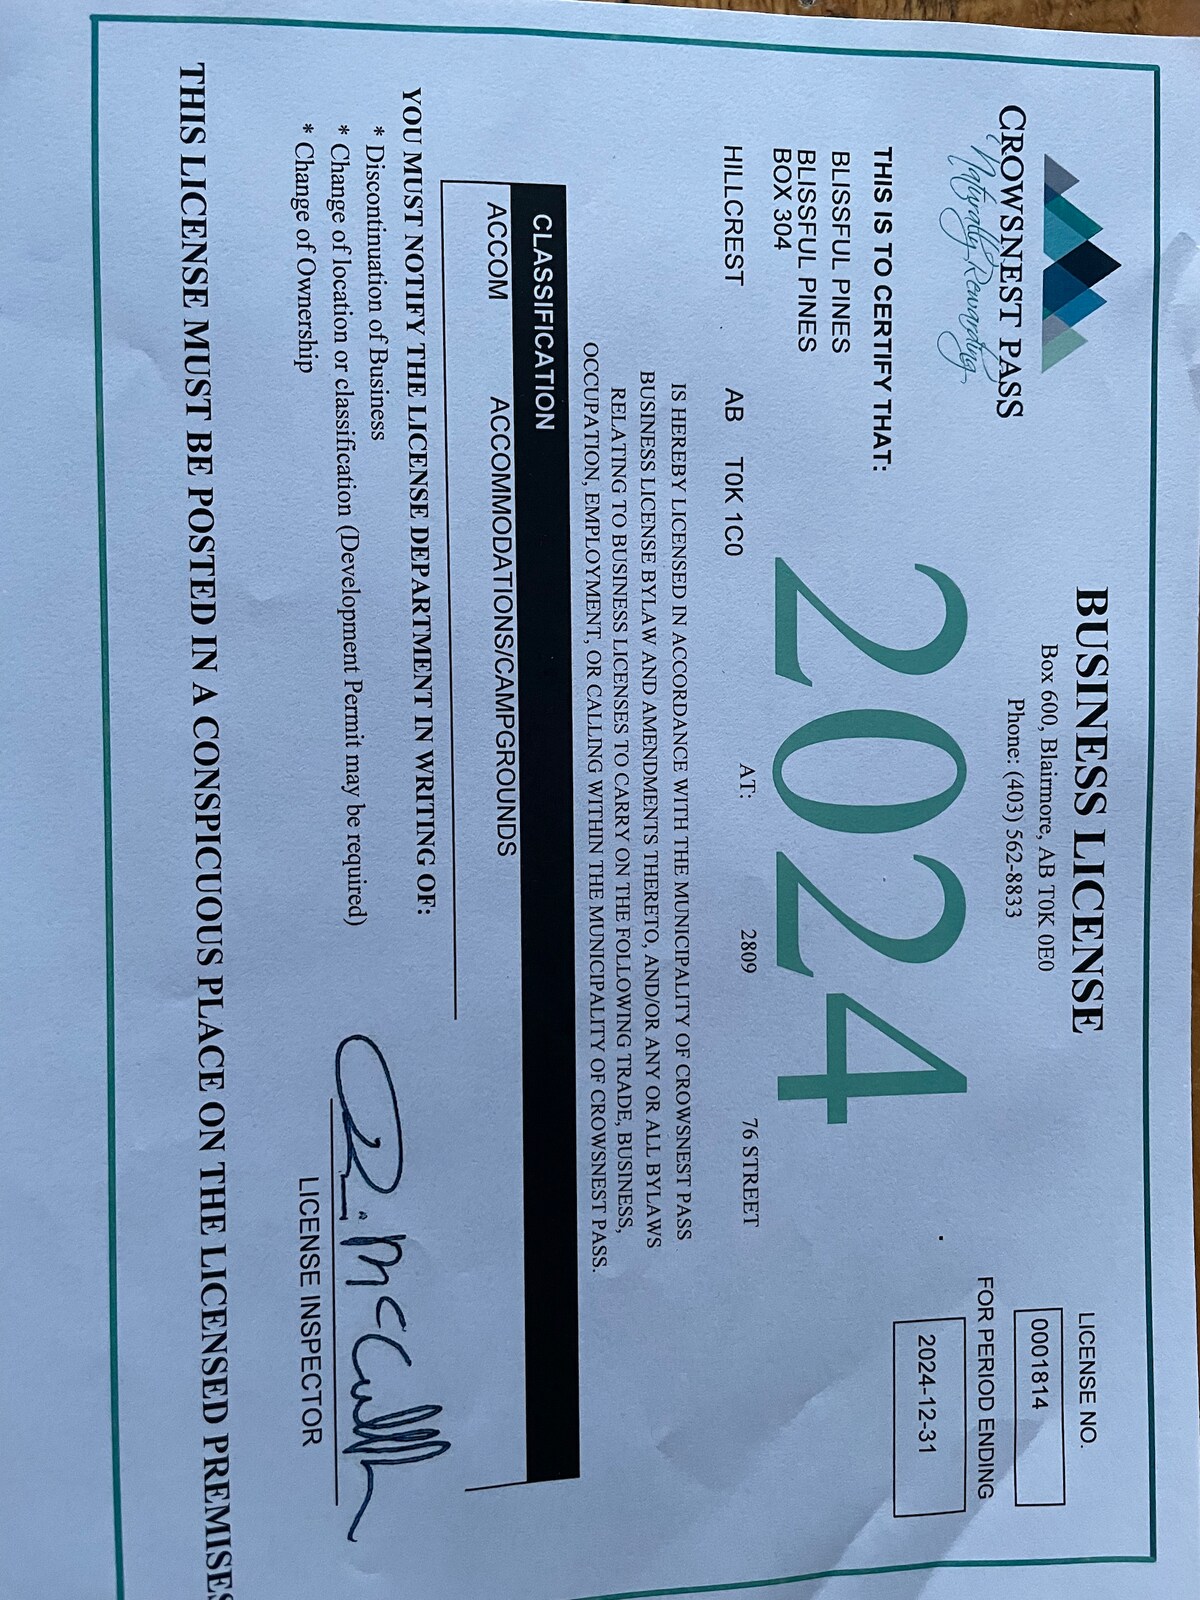 CROWSNEST PASS
Naturally Rewarding
BUSINESS LICENSE
Box 600, Blairmore, AB T0K 0E0
Phone: (403) 562-8833
LICENSE NO.
0001814
FOR PERIOD ENDING
2024-12-31
2024
THIS IS TO CERTIFY THAT:
BLISSFUL PINES
BLISSFUL PINES
BOX 304
HILLCREST AB T0K 1C0 AT: 2809 76 STREET
IS HEREBY LICENSED IN ACCORDANCE WITH THE MUNICIPALITY OF CROWSNEST PASS
BUSINESS LICENSE BYLAW AND AMENDMENTS THERETO, AND/OR ANY OR ALL BYLAWS
RELATING TO BUSINESS LICENSES TO CARRY ON THE FOLLOWING TRADE, BUSINESS,
OCCUPATION, EMPLOYMENT, OR CALLING WITHIN THE MUNICIPALITY OF CROWSNEST PASS.
CLASSIFICATION
ACCOM ACCOMMODATIONS/CAMPGROUNDS
YOU MUST NOTIFY THE LICENSE DEPARTMENT IN WRITING OF:
* Discontinuation of Business
* Change of location or classification (Development Permit may be required)
* Change of Ownership
LICENSE INSPECTOR
THIS LICENSE MUST BE POSTED IN A CONSPICUOUS PLACE ON THE LICENSED PREMISES